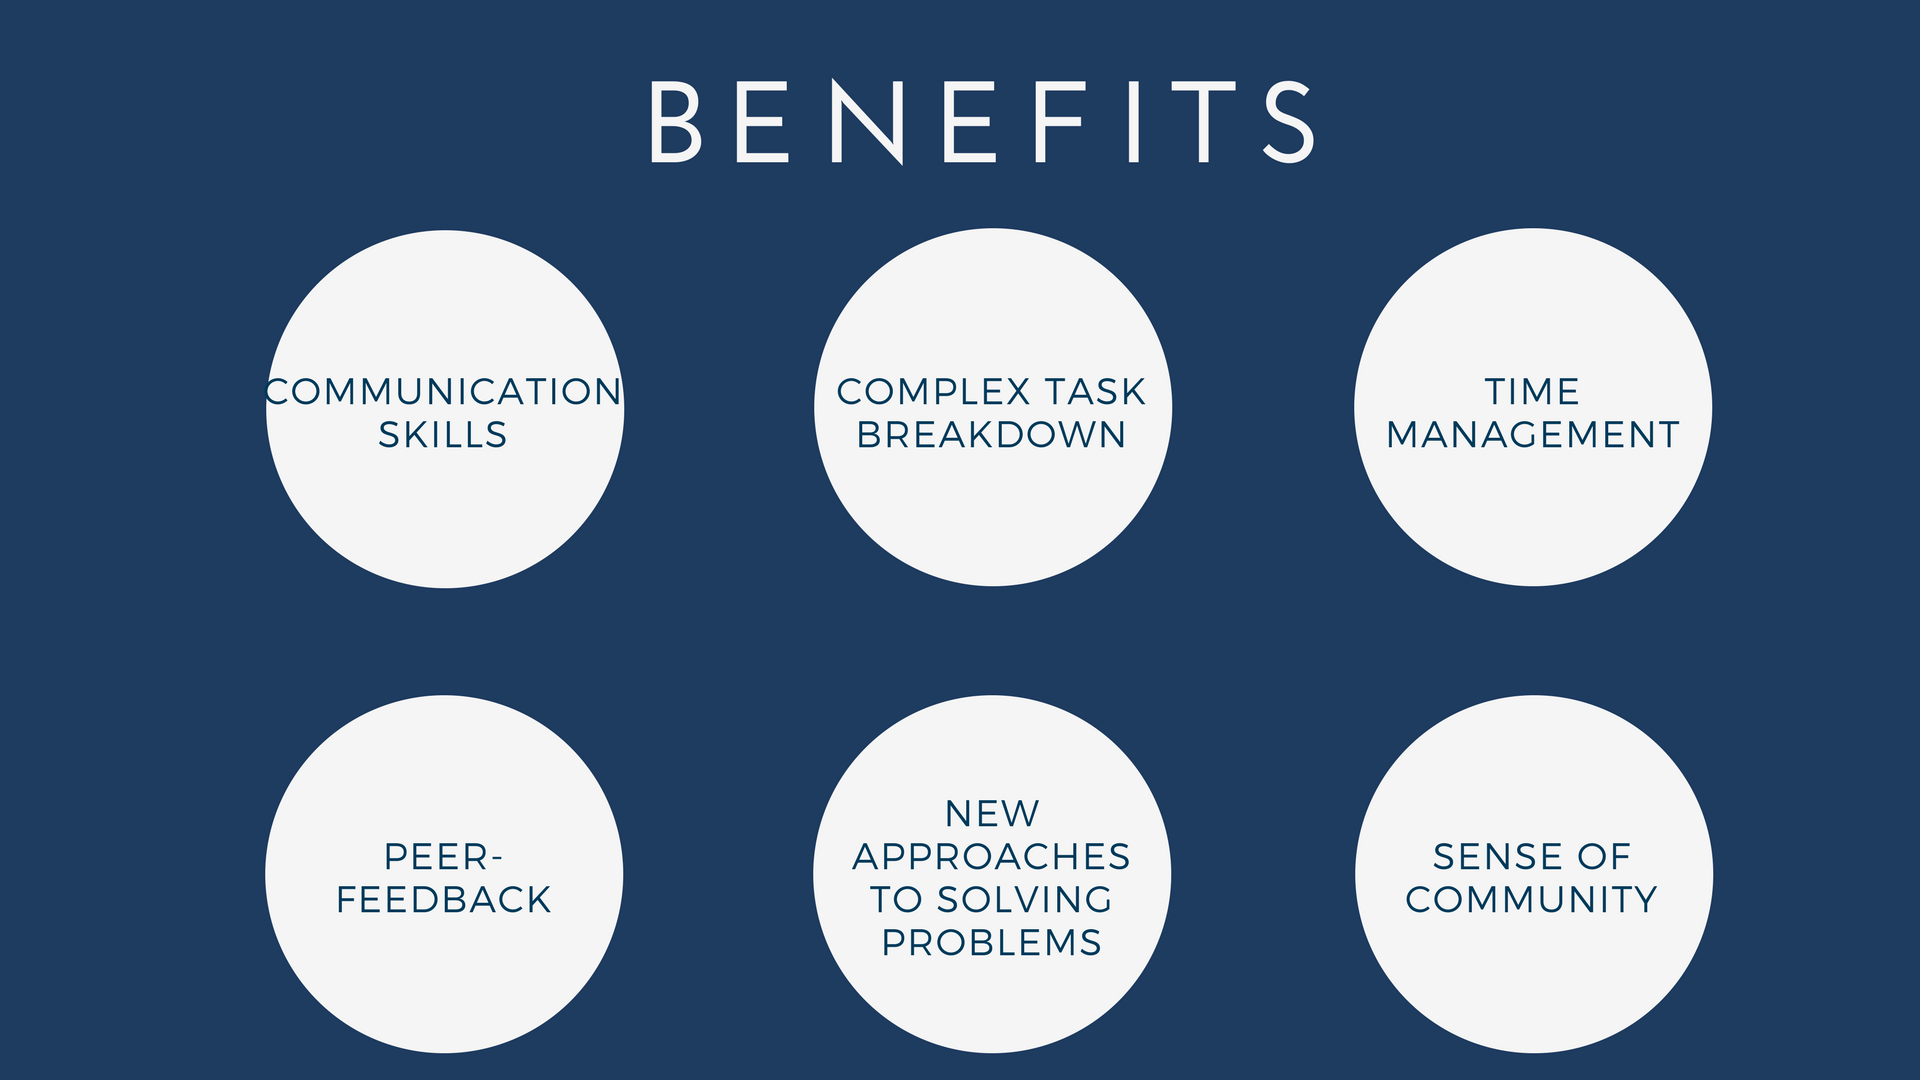 BENEFITS
COMMUNICATION
SKILLS
COMPLEX TASK
BREAKDOWN
TIME
MANAGEMENT
PEER-
FEEDBACK
NEW
APPROACHES
TO SOLVING
PROBLEMS
SENSE OF
COMMUNITY